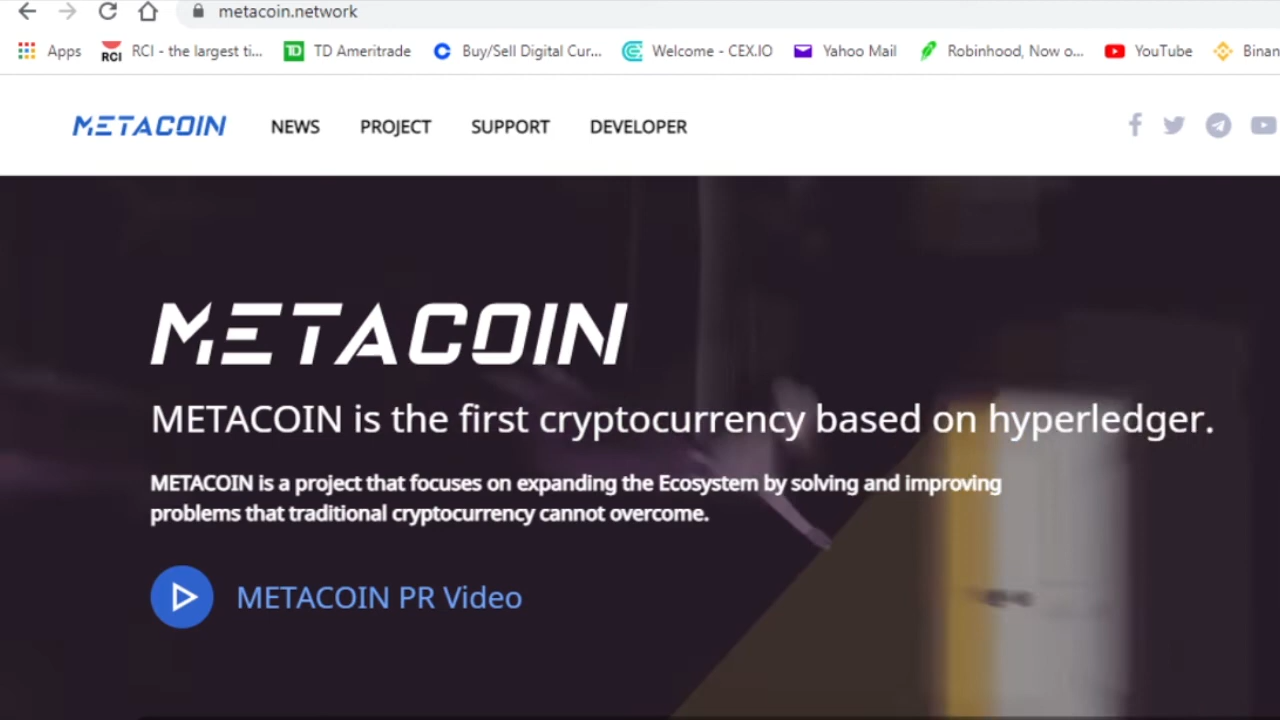 metacoin.network
Apps RCI - the largest ti... TD Ameritrade Buy/Sell Digital Cur... Welcome - CEX.IO Yahoo Mail Robinhood, Now o... YouTube Binan
METACOIN NEWS PROJECT SUPPORT DEVELOPER
METACOIN
METACOIN is the first cryptocurrency based on hyperledger.
METACOIN is a project that focuses on expanding the Ecosystem by solving and improving
problems that traditional cryptocurrency cannot overcome.
METACOIN PR Video